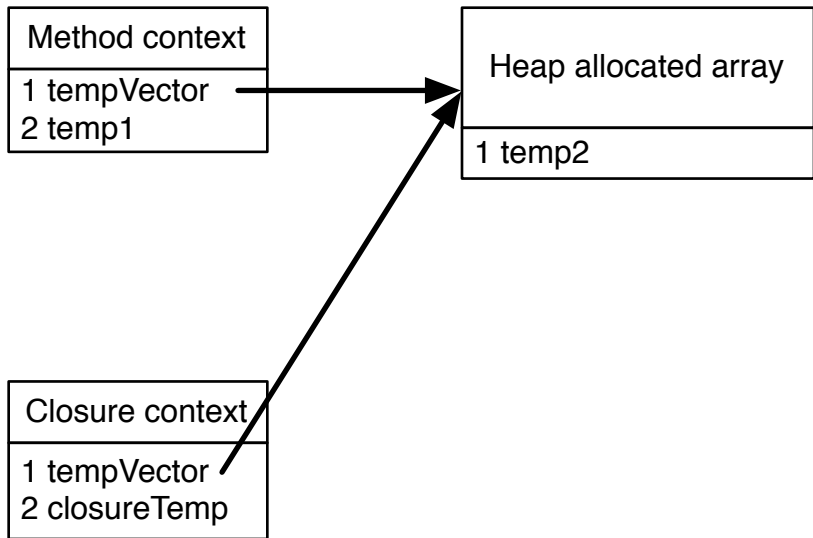 Method context
1 tempVector
2 temp1
Heap allocated array
1 temp2
Closure context
1 tempVector
2 closureTemp